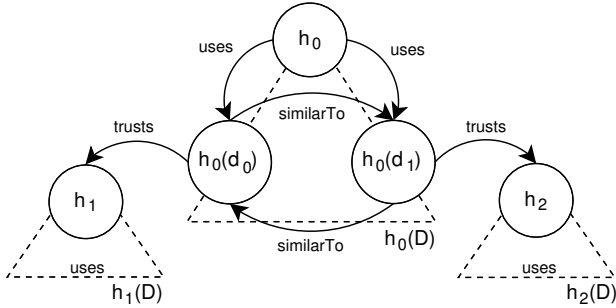 h₀
uses
uses
similarTo
trusts
trusts
h₀(d₀)
h₀(d₁)
h₁
h₂
h₀(D)
similarTo
uses
uses
h₁(D)
h₂(D)